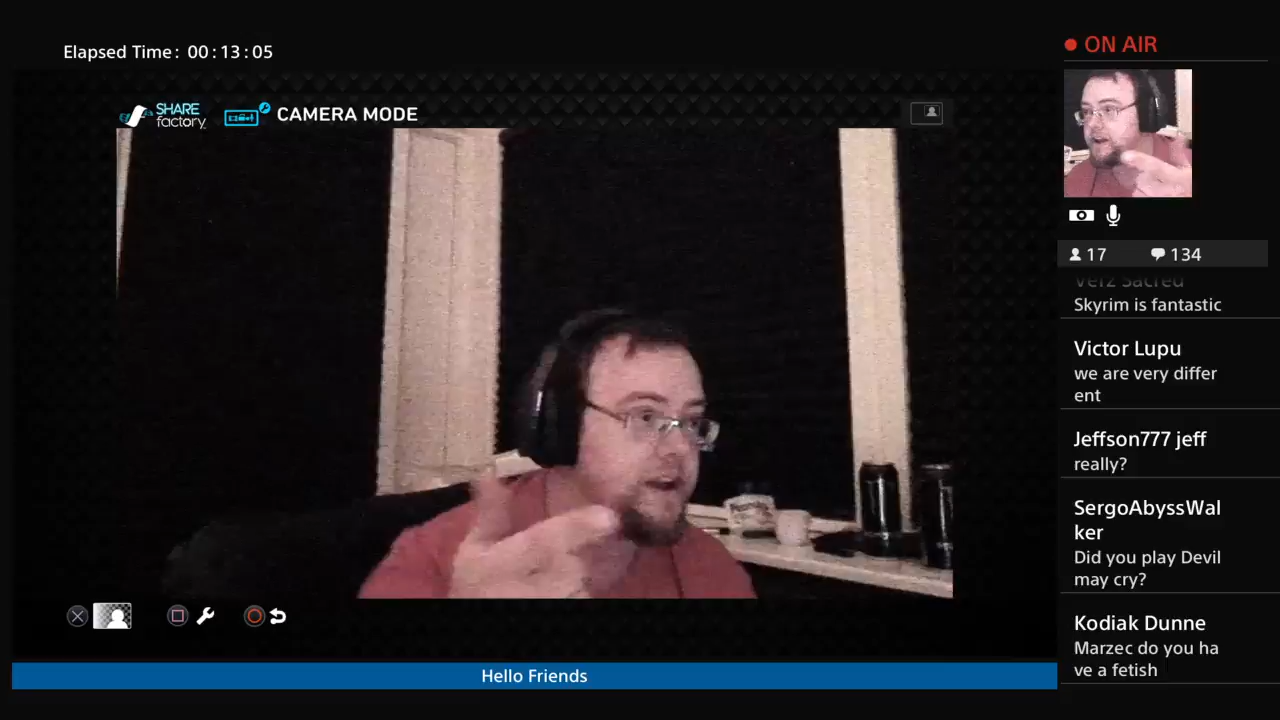 Elapsed Time: 00:13:05
ON AIR
SHARE
factory
CAMERA MODE
17 134
Verz Sacred
Skyrim is fantastic
Victor Lupu
we are very differ
ent
Jeffson777 jeff
really?
SergoAbyssWal
ker
Did you play Devil
may cry?
Kodiak Dunne
Marzec do you ha
ve a fetish
Hello Friends